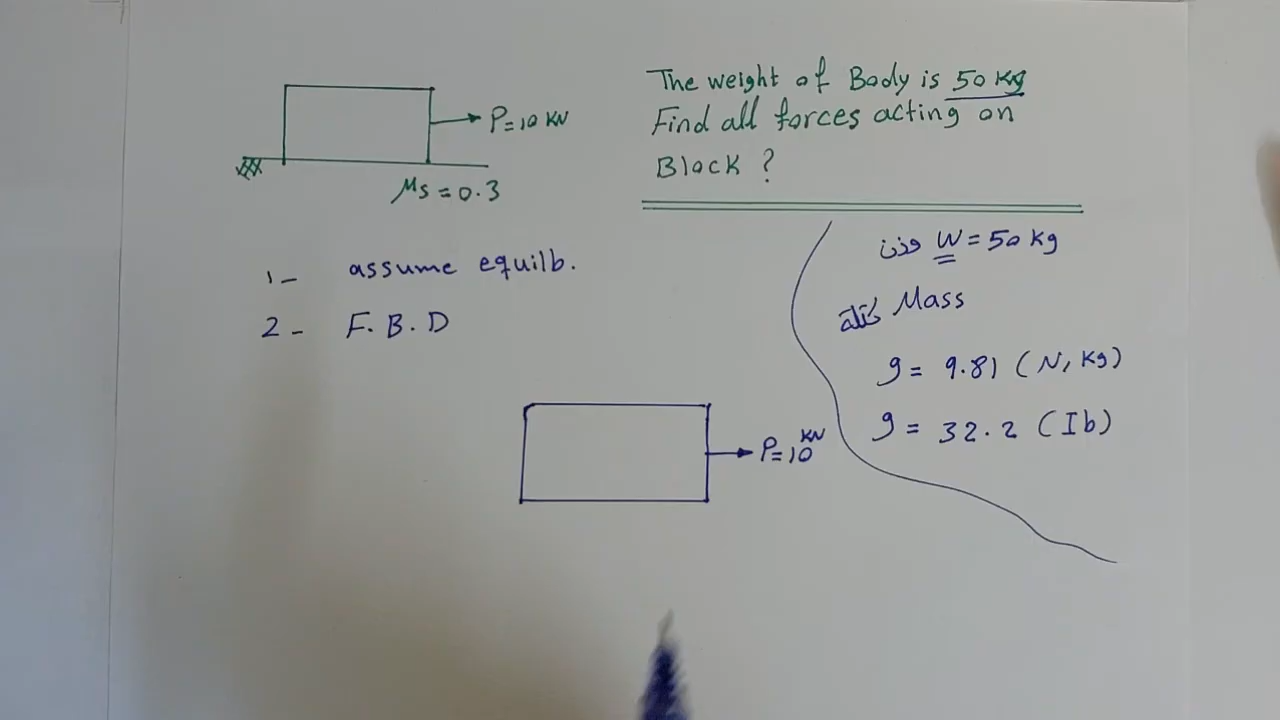 P=10 KN
μs=0.3
The weight of Body is 50 kg
Find all forces acting on
Block ?
1- assume equilb.
2- F.B.D
P=10 KN
وزن W=50 kg
كتلة Mass
g= 9.81 (N, Kg)
g= 32.2 (Ib)